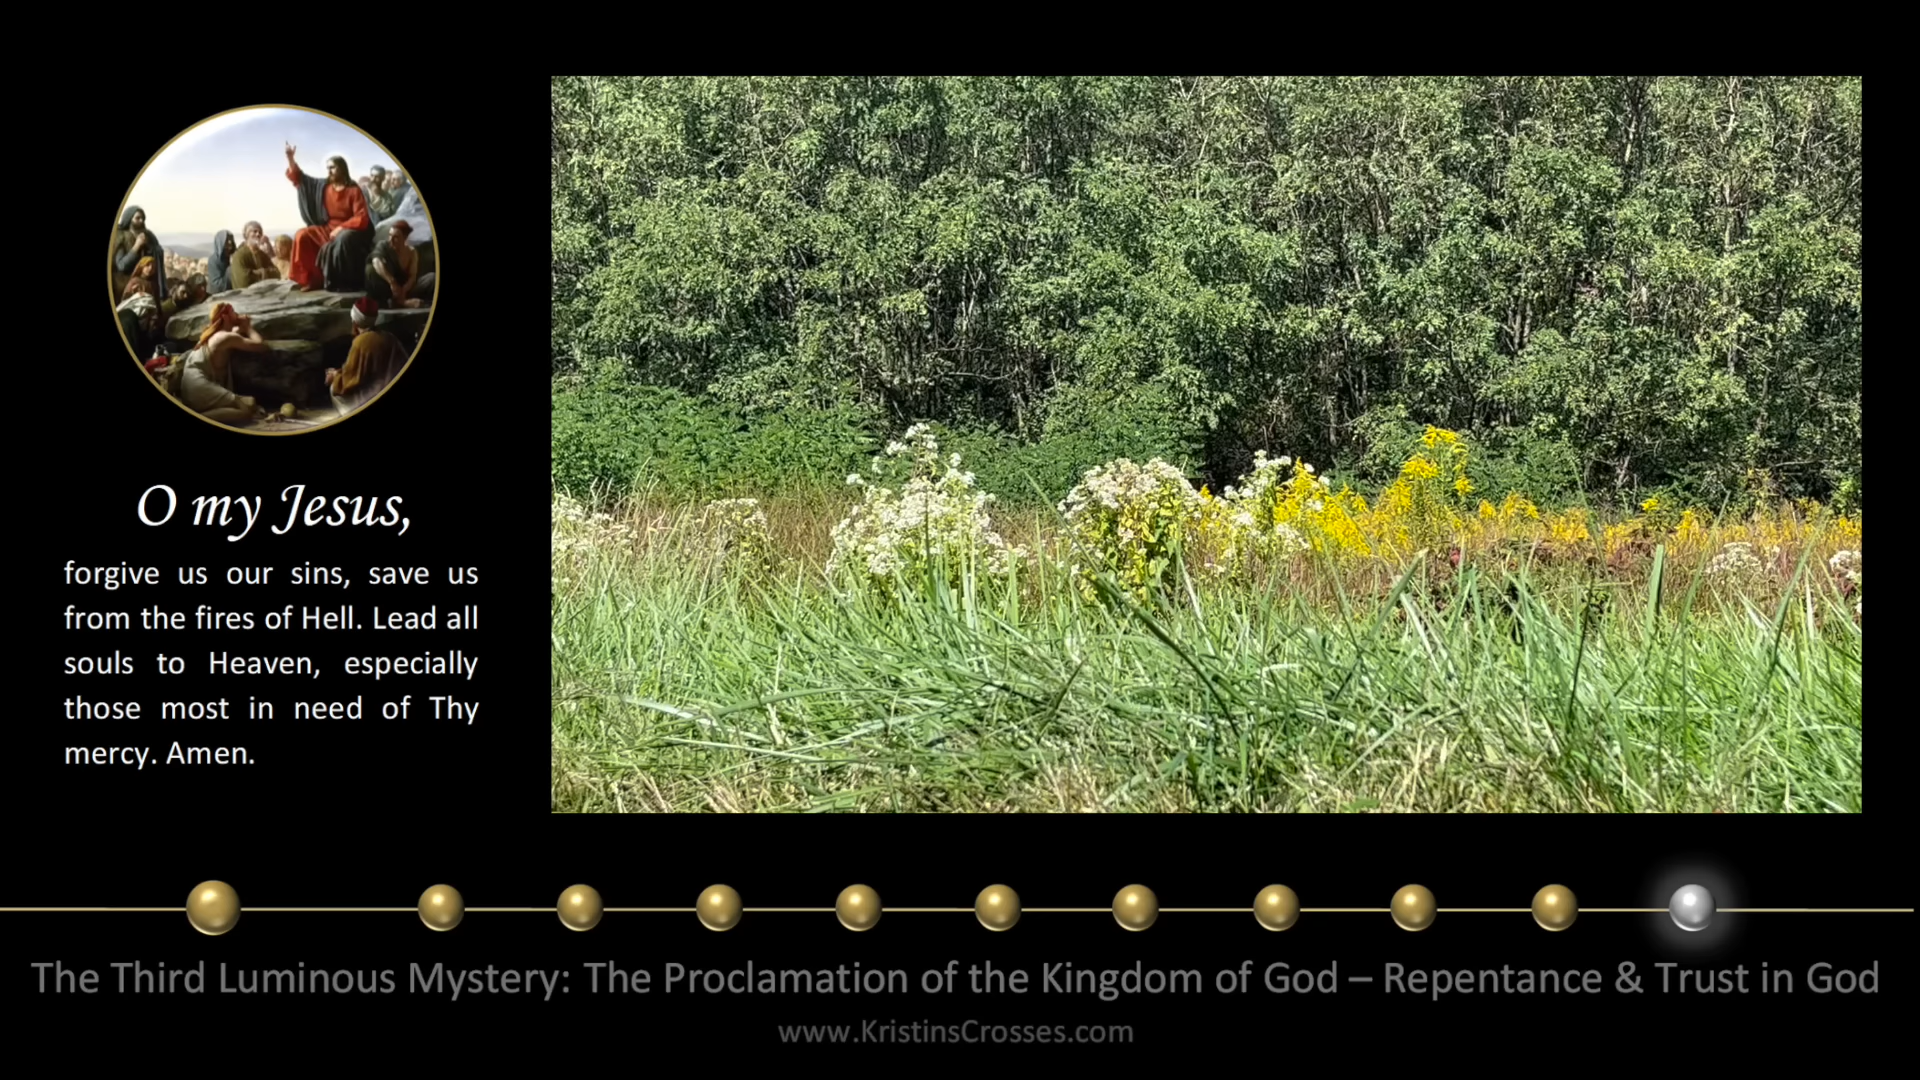 O my Jesus,
forgive us our sins, save us
from the fires of Hell. Lead all
souls to Heaven, especially
those most in need of Thy
mercy. Amen.
The Third Luminous Mystery: The Proclamation of the Kingdom of God – Repentance & Trust in God
www.KristinsCrosses.com